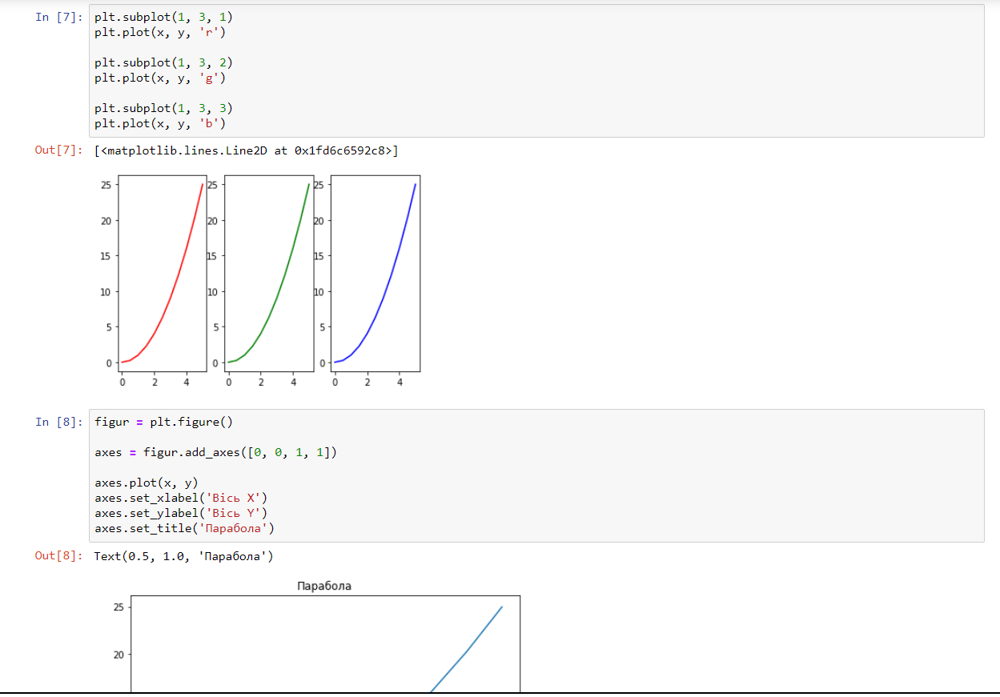 In [7]:
plt.subplot(1, 3, 1)
plt.plot(x, y, 'r')
plt.subplot(1, 3, 2)
plt.plot(x, y, 'g')
plt.subplot(1, 3, 3)
plt.plot(x, y, 'b')
Out[7]:
[<matplotlib.lines.Line2D at 0x1fd6c6592c8>]
25 25 25
20 20 20
15 15 15
10 10 10
5 5 5
0 0 0
0 2 4 0 2 4 0 2 4
In [8]:
figur = plt.figure()
axes = figur.add_axes([0, 0, 1, 1])
axes.plot(x, y)
axes.set_xlabel('Вісь X')
axes.set_ylabel('Вісь Y')
axes.set_title('Парабола')
Out[8]:
Text(0.5, 1.0, 'Парабола')
Парабола
25
20